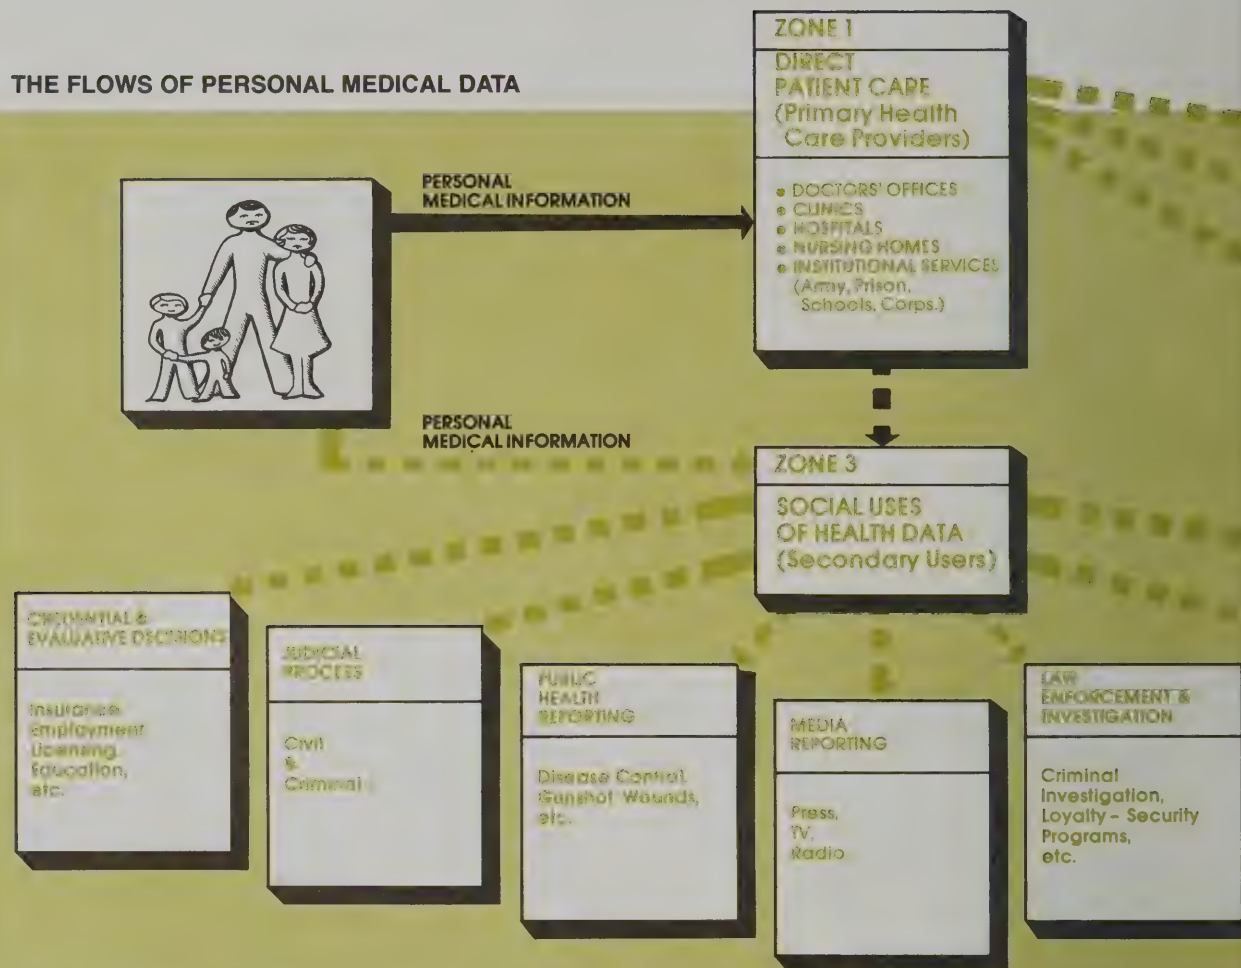 THE FLOWS OF PERSONAL MEDICAL DATA
ZONE 1
DIRECT
PATIENT CARE
(Primary Health
Care Providers)
• DOCTORS' OFFICES
• CLINICS
• HOSPITALS
• NURSING HOMES
• INSTITUTIONAL SERVICES
(Army, Prison,
Schools, Corps.)
PERSONAL
MEDICAL INFORMATION
PERSONAL
MEDICAL INFORMATION
ZONE 3
SOCIAL USES
OF HEALTH DATA
(Secondary Users)
CREDENTIAL &
EVALUATIVE DECISIONS
Insurance
Employment
Licensing,
Education,
etc.
JUDICIAL
PROCESS
Civil
&
Criminal
PUBLIC
HEALTH
REPORTING
Disease Control,
Gunshot Wounds,
etc.
MEDIA
REPORTING
Press,
TV,
Radio
LAW
ENFORCEMENT &
INVESTIGATION
Criminal
Investigation,
Loyalty – Security
Programs,
etc.